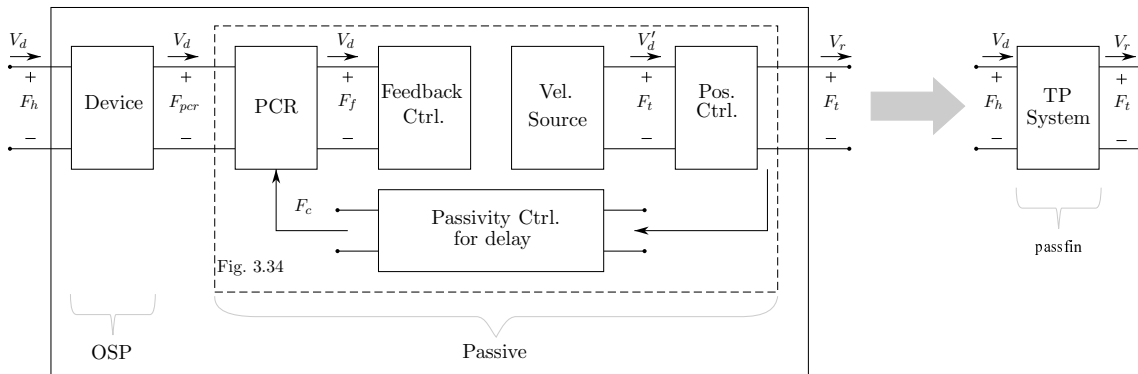 V_d V_d V_d V'_d V_r V_d V_r
+ + + + + + +
F_h Device F_pcr PCR F_f Feedback Ctrl. Vel. Source F_t Pos. Ctrl. F_t F_h TP System F_t
− − − − − − −
F_c
Passivity Ctrl.
for delay
Fig. 3.34
passfin
OSP
Passive